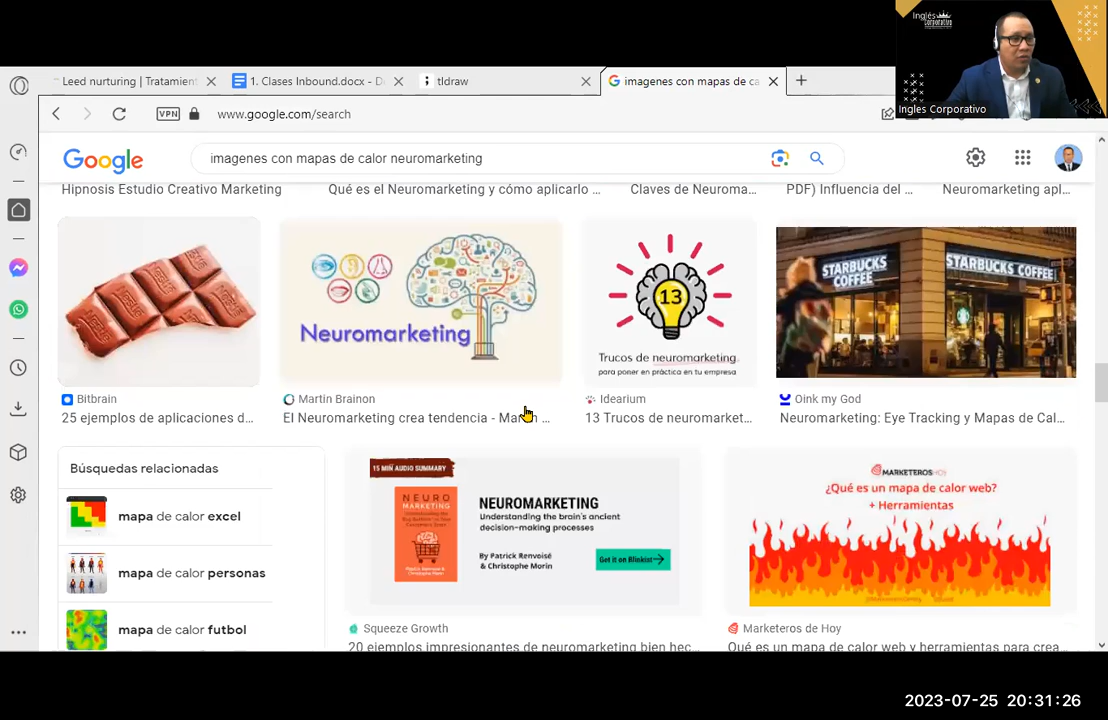 Inglés
Corporativo
Ingles Corporativo
Leed nurturing | Tratamient
1. Clases Inbound.docx - D
tldraw
imagenes con mapas de ca
VPN
www.google.com/search
Google
imagenes con mapas de calor neuromarketing
Hipnosis Estudio Creativo Marketing
Qué es el Neuromarketing y cómo aplicarlo ...
Claves de Neuroma...
PDF) Influencia del ...
Neuromarketing apl...
Neuromarketing
13
Trucos de neuromarketing.
para poner en práctica en tu empresa
STARBUCKS
COFFEE
STARBUCKS COFFEE
Bitbrain
25 ejemplos de aplicaciones d...
Martin Brainon
El Neuromarketing crea tendencia - Martin ...
Idearium
13 Trucos de neuromarket...
Oink my God
Neuromarketing: Eye Tracking y Mapas de Cal...
Búsquedas relacionadas
mapa de calor excel
mapa de calor personas
mapa de calor futbol
15 MIN AUDIO SUMMARY
NEURO
MARKETING
NEUROMARKETING
Understanding the brain's ancient
decision-making processes
By Patrick Renvoisé
& Christophe Morin
Get it on Blinkist
Squeeze Growth
20 ejemplos impresionantes de neuromarketing bien hec...
MARKETEROSHOY
¿Qué es un mapa de calor web?
+ Herramientas
Marketeros de Hoy
Qué es un mapa de calor web y herramientas para crea...
2023-07-25 20:31:26